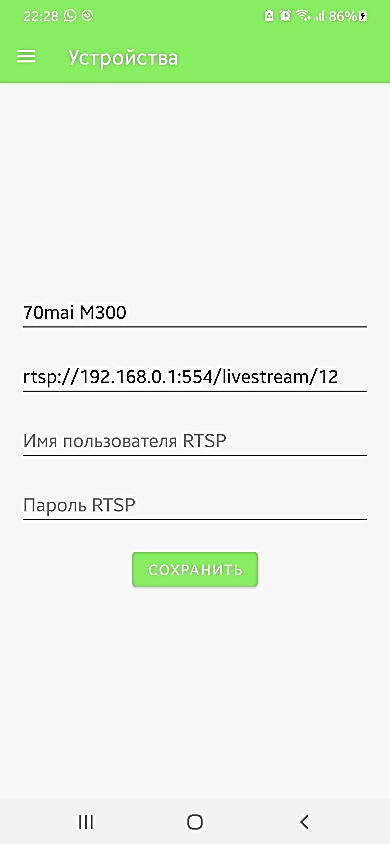 22:28 86%
Устройства
70mai M300
rtsp://192.168.0.1:554/livestream/12
Имя пользователя RTSP
Пароль RTSP
СОХРАНИТЬ